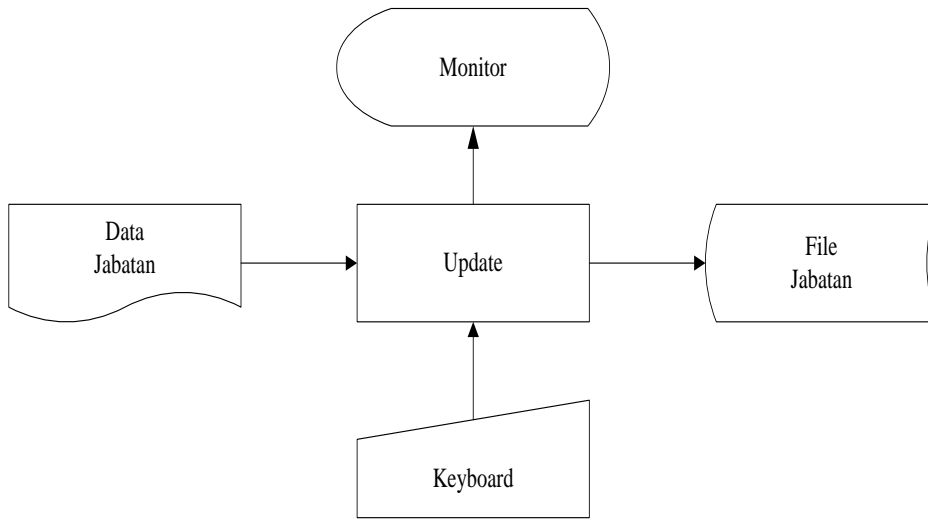 Monitor
Data
Jabatan
Update
File
Jabatan
Keyboard